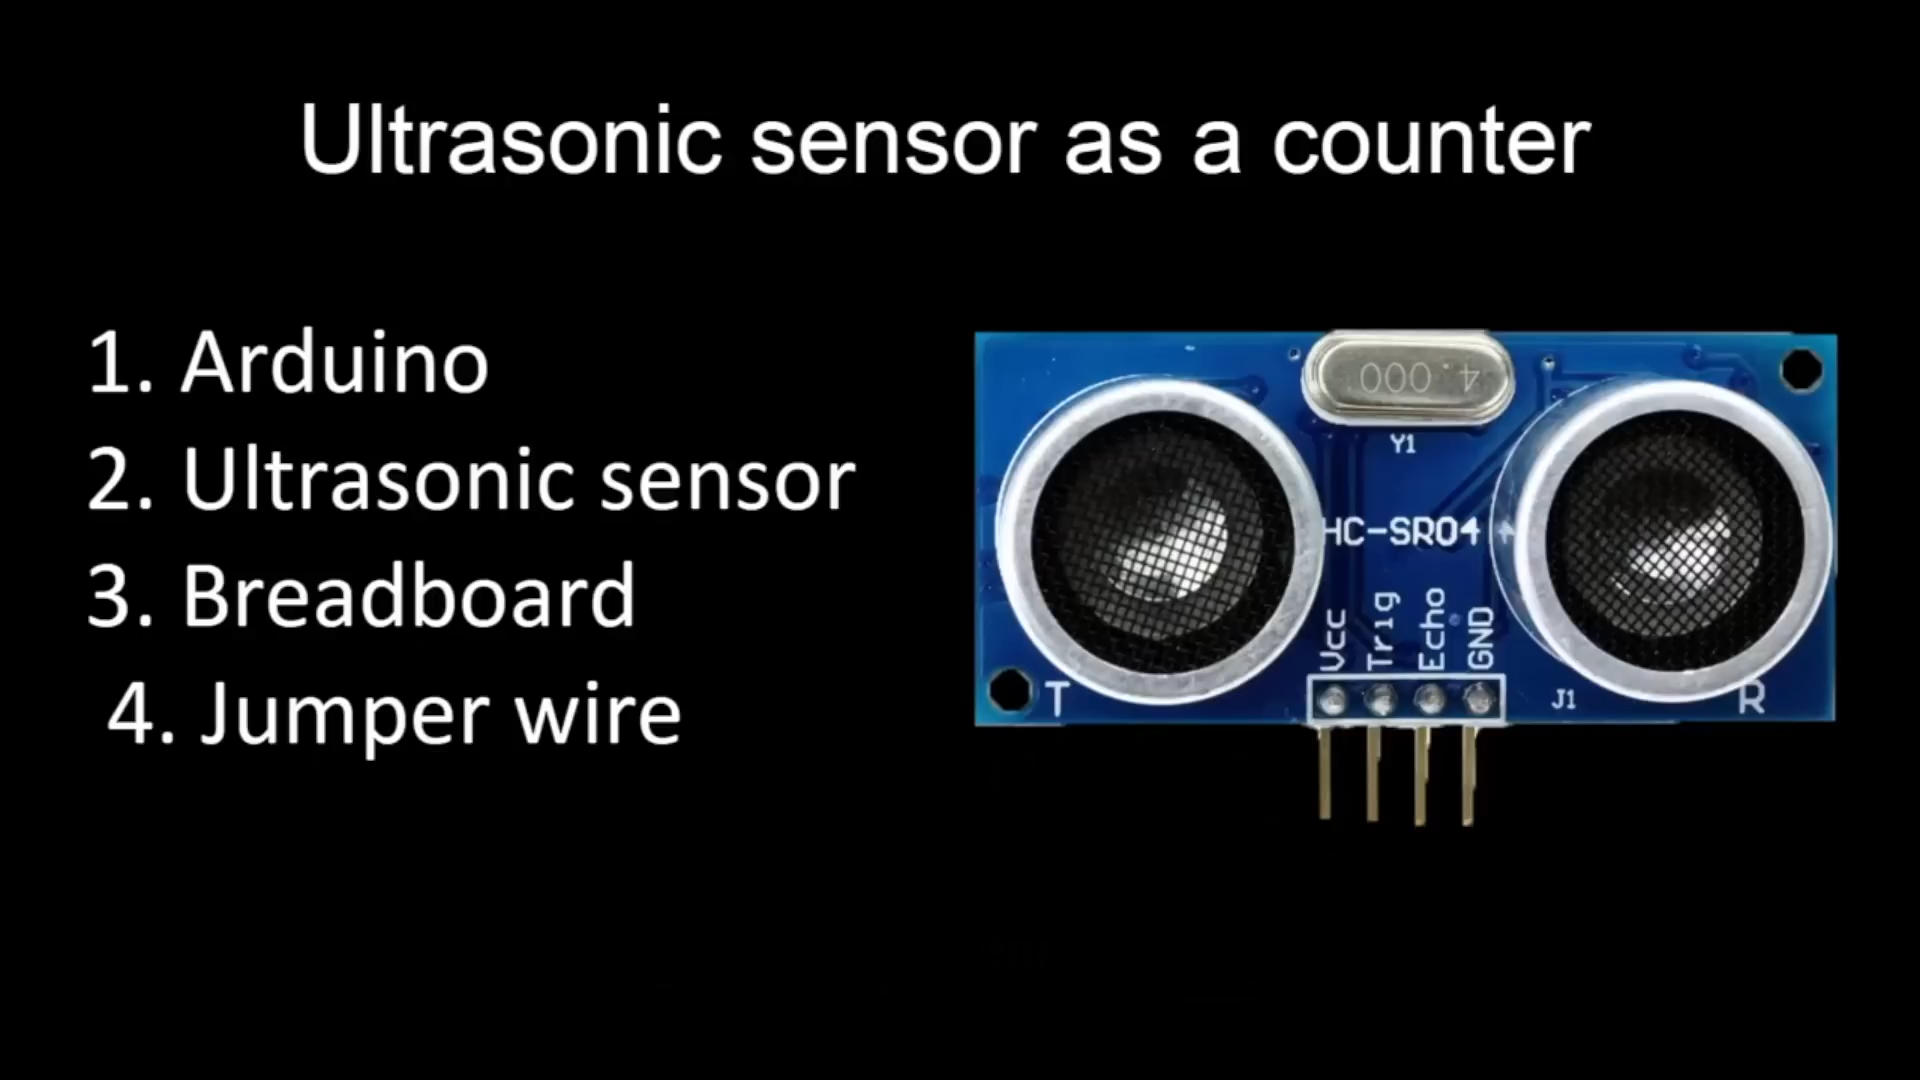 Ultrasonic sensor as a counter
1. Arduino
2. Ultrasonic sensor
3. Breadboard
4. Jumper wire
4.000
Y1
HC-SR04
Vcc
Trig
Echo
GND
T
J1
R